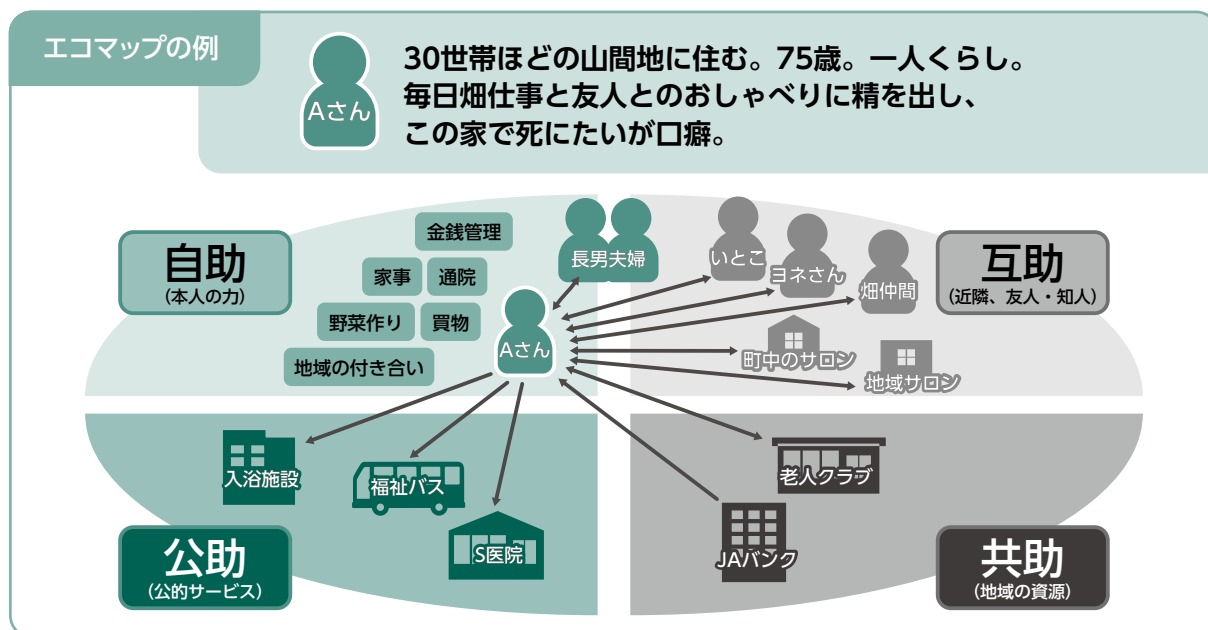 エコマップの例
Aさん
30世帯ほどの山間地に住む。75歳。一人くらし。
毎日畑仕事と友人とのおしゃべりに精を出し、
この家で死にたいが口癖。
自助
(本人の力)
金銭管理
家事
通院
野菜作り
買物
地域の付き合い
長男夫婦
Aさん
いとこ
ヨネさん
畑仲間
町中のサロン
地域サロン
互助
(近隣、友人・知人)
入浴施設
福祉バス
S医院
公助
(公的サービス)
老人クラブ
JAバンク
共助
(地域の資源)